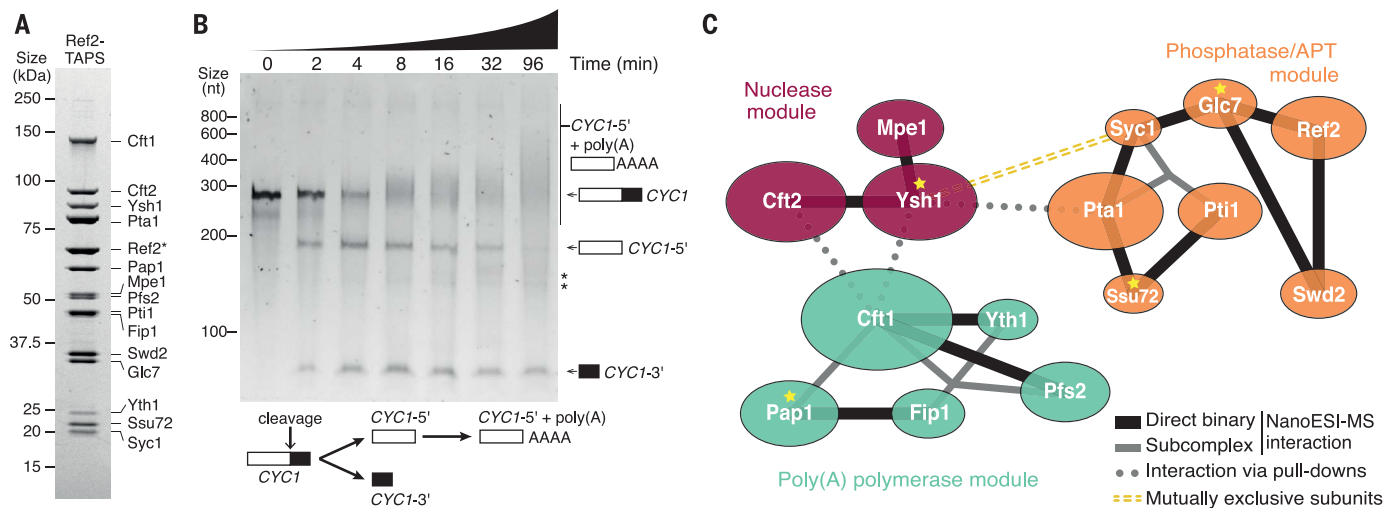 A
Ref2-
TAPS
Size
(kDa)
250
150
100
75
50
37.5
25
20
15
Cft1
Cft2
Ysh1
Pta1
Ref2*
Pap1
Mpe1
Pfs2
Pti1
Fip1
Swd2
Glc7
Yth1
Ssu72
Syc1
B
0 2 4 8 16 32 96 Time (min)
Size
(nt)
800
600
400
300
200
100
CYC1-5'
+ poly(A)
AAAA
CYC1
CYC1-5'
*
*
CYC1-3'
cleavage
CYC1
CYC1-5'
CYC1-3'
CYC1-5' + poly(A)
AAAA
C
Nuclease
module
Mpe1
Cft2
Ysh1
Phosphatase/APT
module
Glc7
Syc1
Ref2
Pta1
Pti1
Ssu72
Swd2
Cft1
Yth1
Pfs2
Pap1
Fip1
Poly(A) polymerase module
Direct binary
Subcomplex
NanoESI-MS
interaction
Interaction via pull-downs
Mutually exclusive subunits